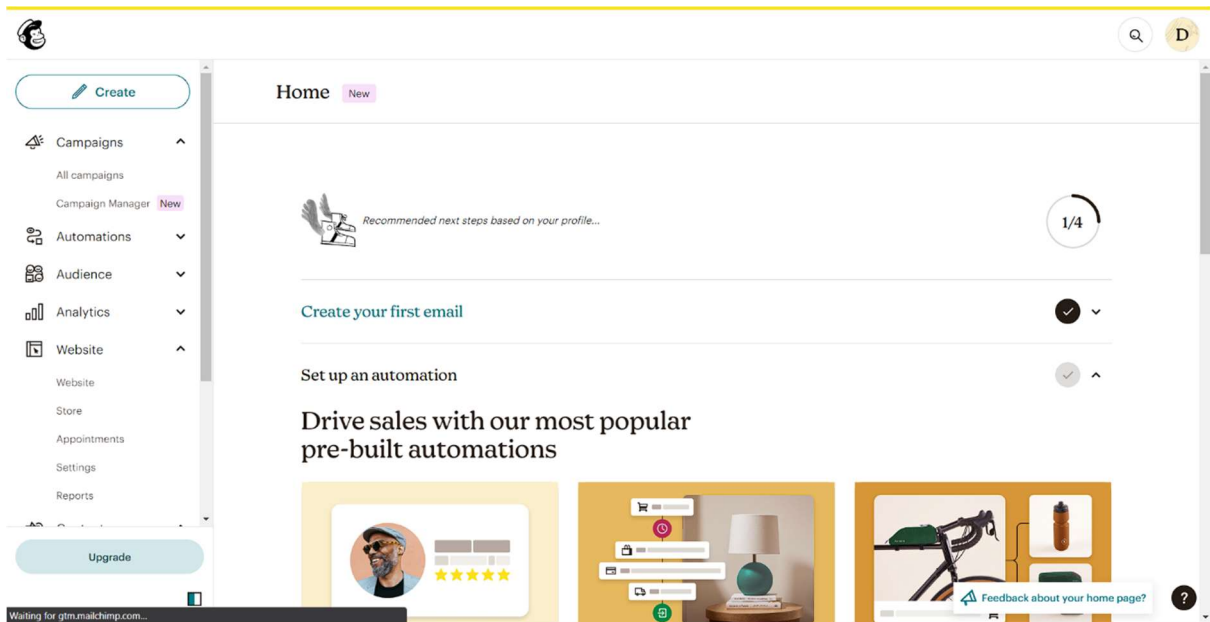 D
Create
Home New
Campaigns
All campaigns
Campaign Manager New
Automations
Audience
Analytics
Website
Website
Store
Appointments
Settings
Reports
Upgrade
Waiting for gtm.mailchimp.com...
Recommended next steps based on your profile...
1/4
Create your first email
Set up an automation
Drive sales with our most popular
pre-built automations
Feedback about your home page?
?